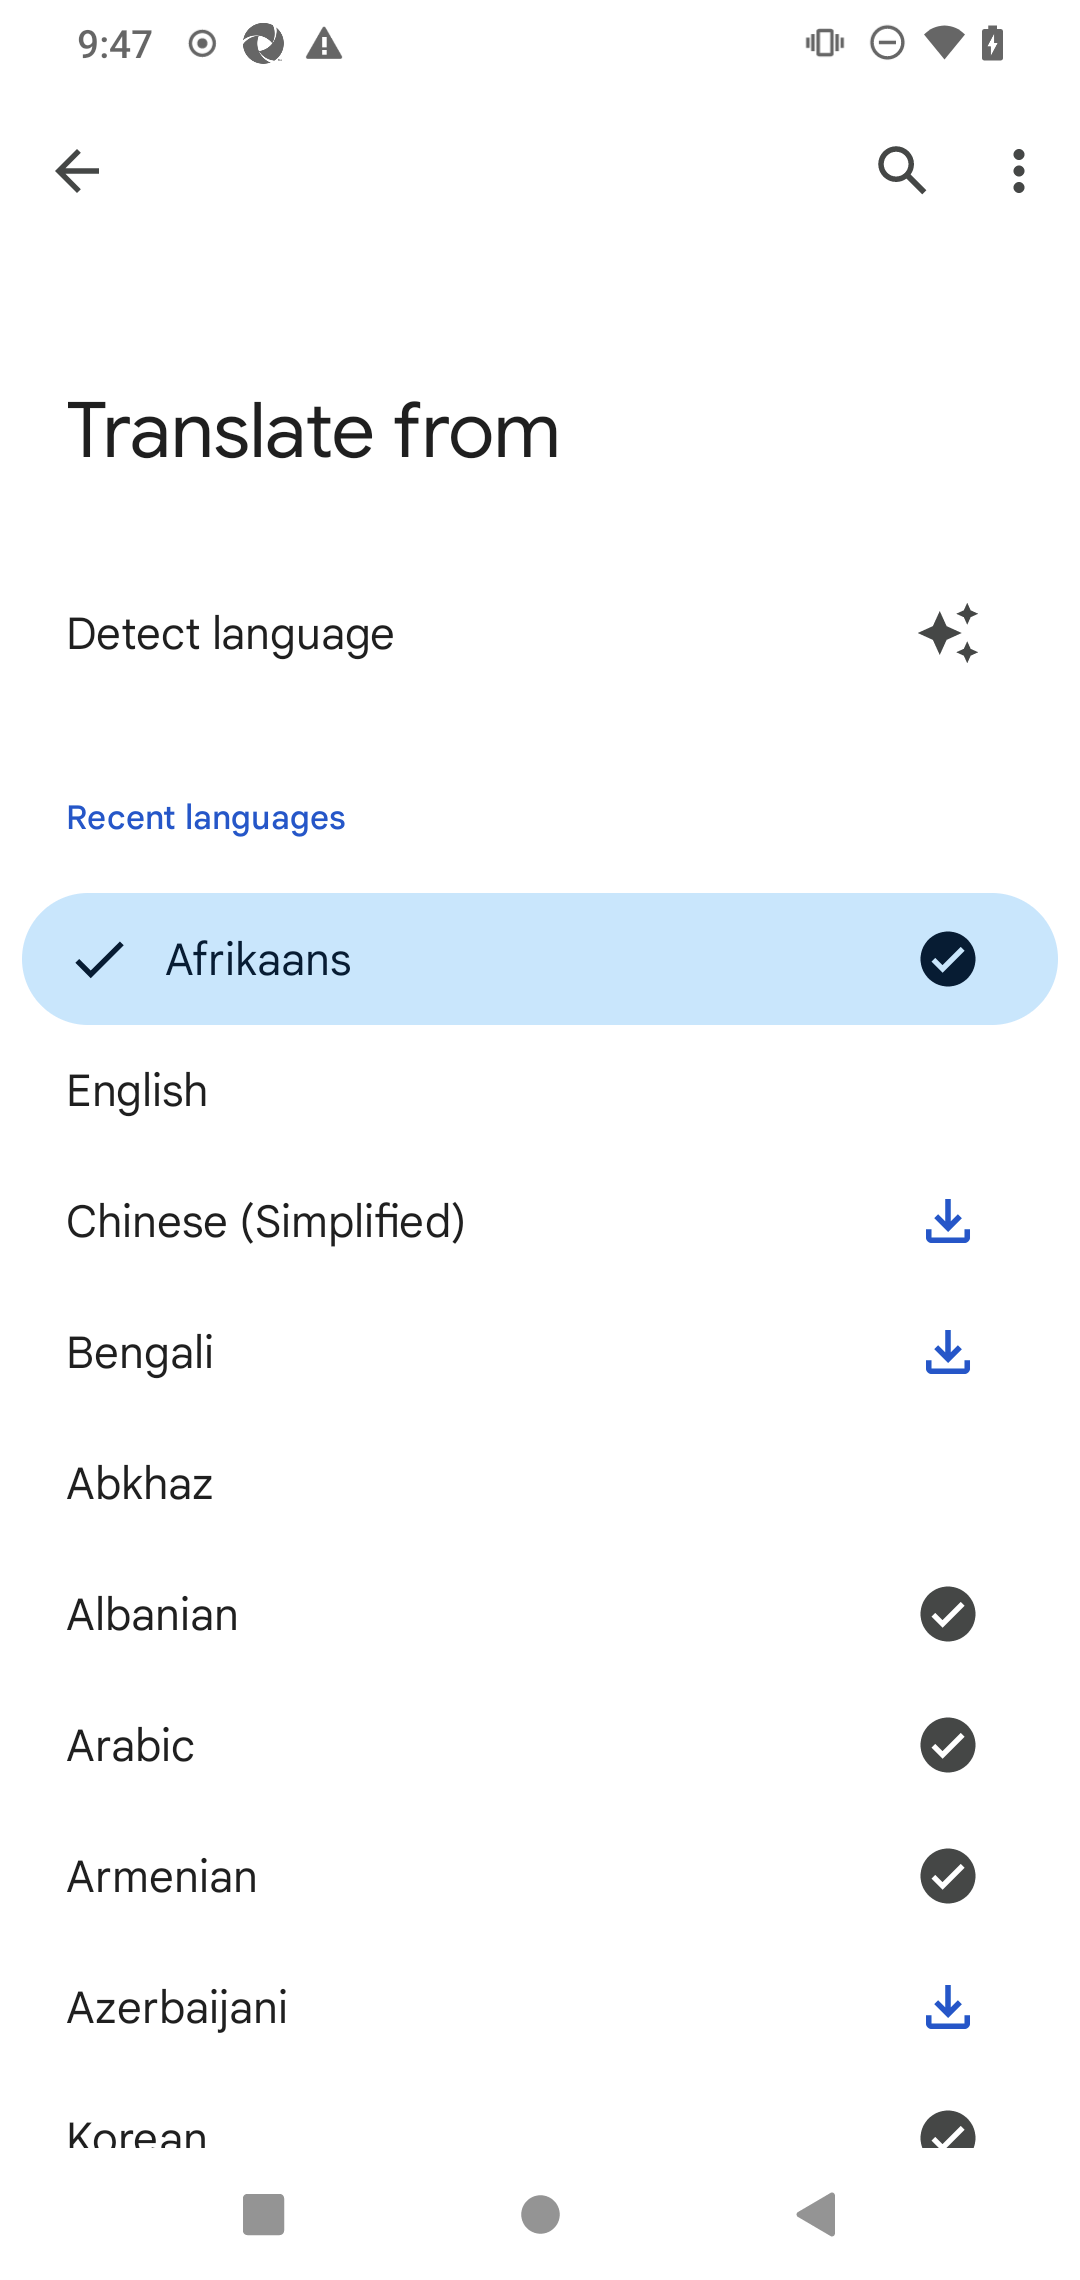 9:47
Translate from
Detect language
Recent languages
Afrikaans
English
Chinese (Simplified)
Bengali
Abkhaz
Albanian
Arabic
Armenian
Azerbaijani
Korean